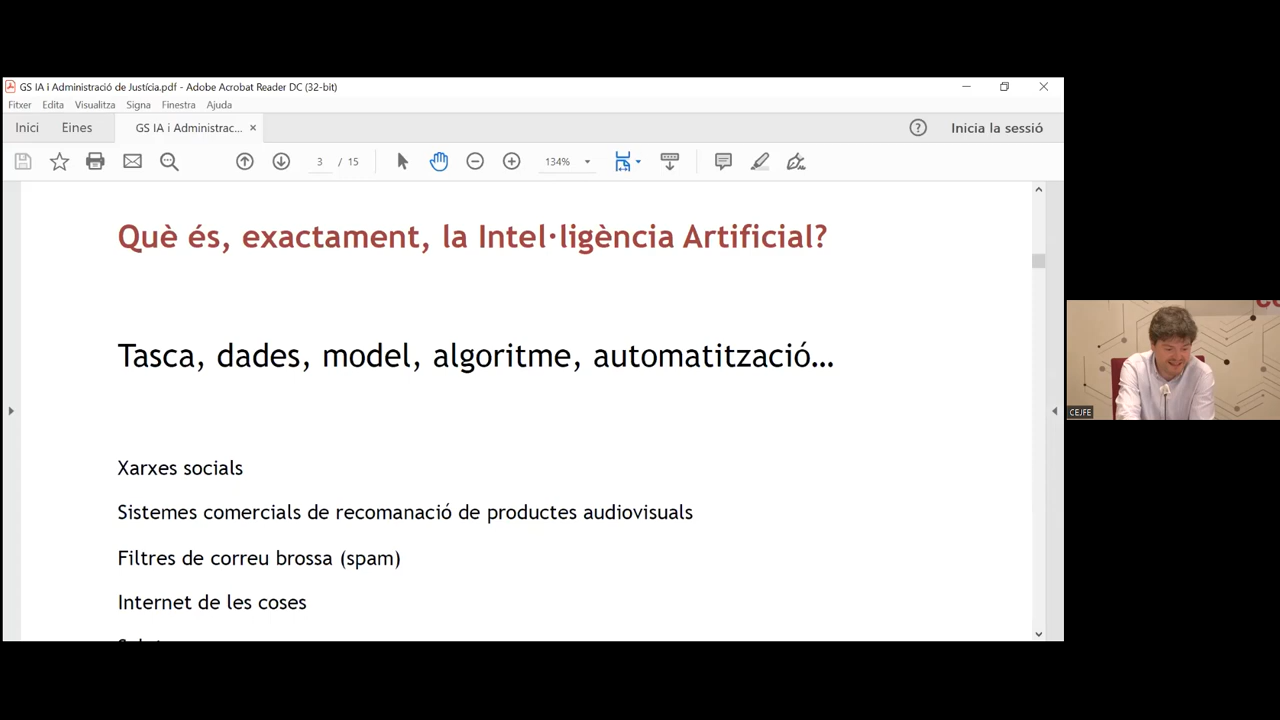 GS IA i Administració de Justícia.pdf - Adobe Acrobat Reader DC (32-bit)
Fitxer Edita Visualitza Signa Finestra Ajuda
Inici Eines GS IA i Administrac... × Inicia la sessió
3 / 15 134%
Què és, exactament, la Intel·ligència Artificial?
Tasca, dades, model, algoritme, automatització…
Xarxes socials
Sistemes comercials de recomanació de productes audiovisuals
Filtres de correu brossa (spam)
Internet de les coses
CEJFE